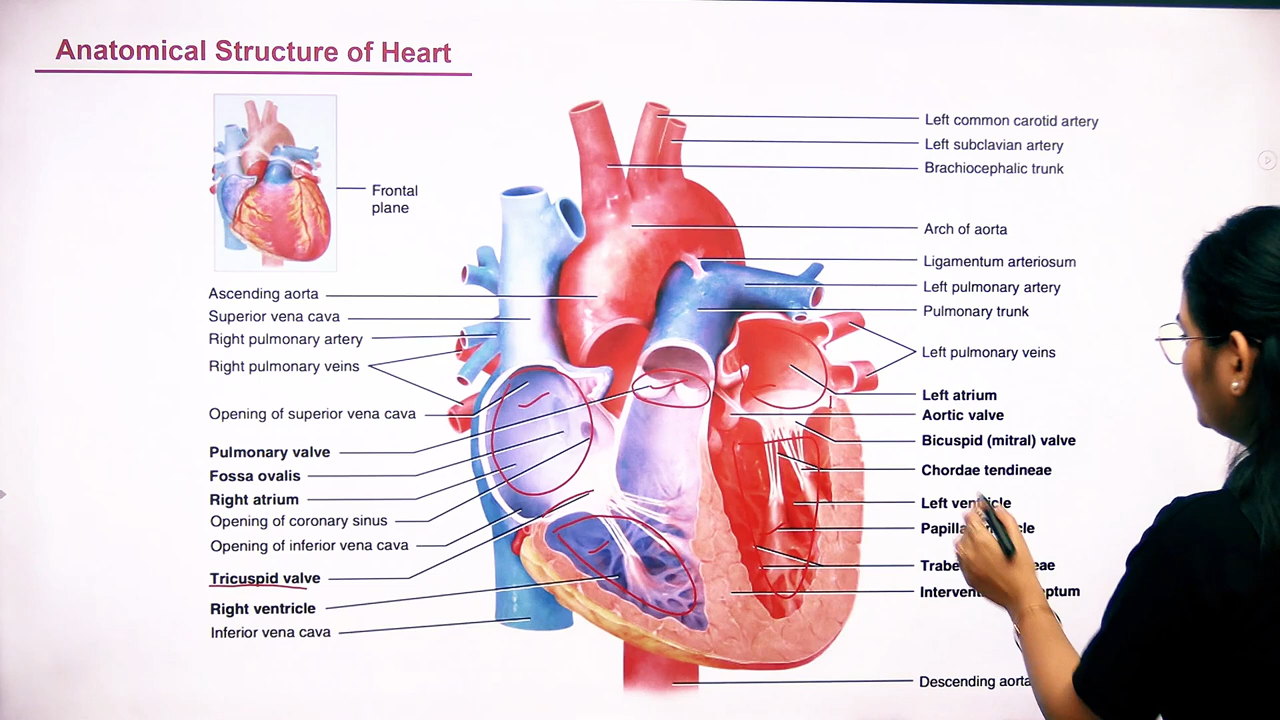 Anatomical Structure of Heart
Frontal
plane
Ascending aorta
Superior vena cava
Right pulmonary artery
Right pulmonary veins
Opening of superior vena cava
Pulmonary valve
Fossa ovalis
Right atrium
Opening of coronary sinus
Opening of inferior vena cava
Tricuspid valve
Right ventricle
Inferior vena cava
Left common carotid artery
Left subclavian artery
Brachiocephalic trunk
Arch of aorta
Ligamentum arteriosum
Left pulmonary artery
Pulmonary trunk
Left pulmonary veins
Left atrium
Aortic valve
Bicuspid (mitral) valve
Chordae tendineae
Left ventricle
Descending aorta